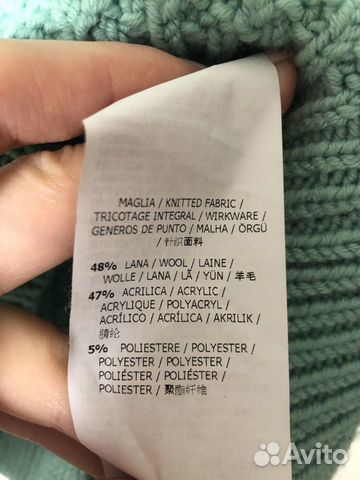 MAGLIA / KNITTED FABRIC /
TRICOTAGE INTEGRAL / WIRKWARE /
GENEROS DE PUNTO / MALHA / ÖRGÜ
/ 针织面料
48% LANA / WOOL / LAINE /
WOLLE / LANA / LÃ / YÜN / 羊毛
47% ACRILICA / ACRYLIC /
ACRYLIQUE / POLYACRYL /
ACRÍLICO / ACRÍLICA / AKRILIK /
腈纶
5% POLIESTERE / POLYESTER /
POLYESTER / POLYESTER /
POLIÉSTER / POLIÉSTER /
POLYESTER / 聚酯纤维
Avito